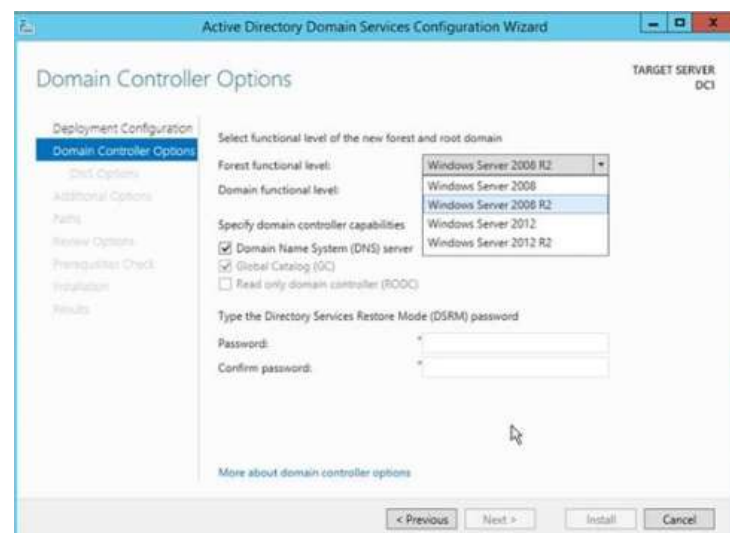 Active Directory Domain Services Configuration Wizard
Domain Controller Options
TARGET SERVER
DC1
Deployment Configuration
Domain Controller Options
DNS Options
Additional Options
Paths
Review Options
Prerequisites Check
Installation
Results
Select functional level of the new forest and root domain
Forest functional level: Windows Server 2008 R2
Domain functional level:
Windows Server 2008
Windows Server 2008 R2
Windows Server 2012
Windows Server 2012 R2
Specify domain controller capabilities
Domain Name System (DNS) server
Global Catalog (GC)
Read only domain controller (RODC)
Type the Directory Services Restore Mode (DSRM) password
Password: *
Confirm password: *
More about domain controller options
< Previous Next > Install Cancel